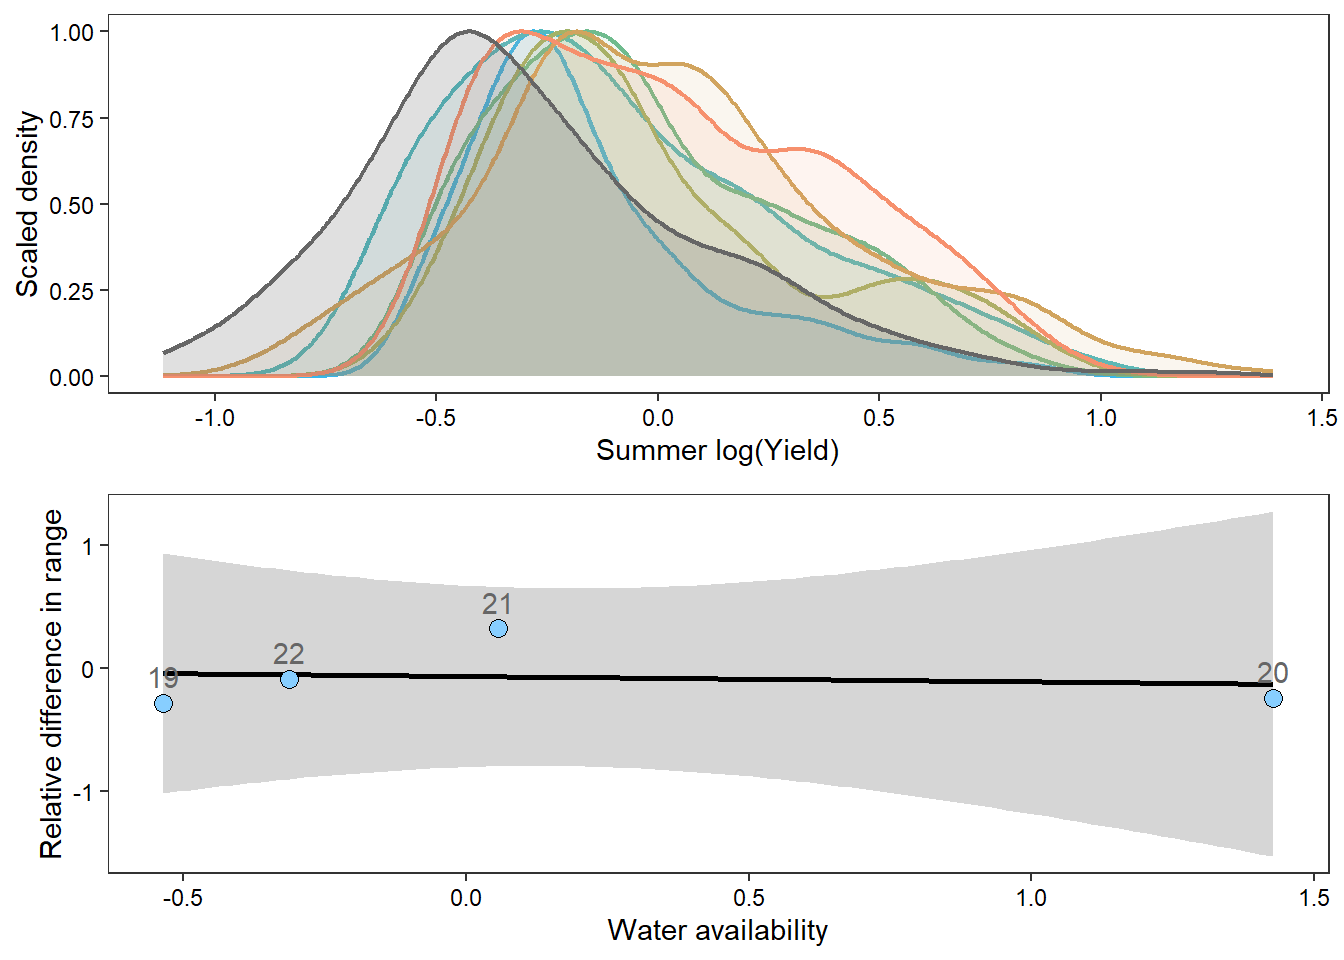 1.00
0.75
0.50
0.25
0.00
Scaled density
-1.0 -0.5 0.0 0.5 1.0 1.5
Summer log(Yield)
1
0
-1
Relative difference in range
19
22
21
20
-0.5 0.0 0.5 1.0 1.5
Water availability